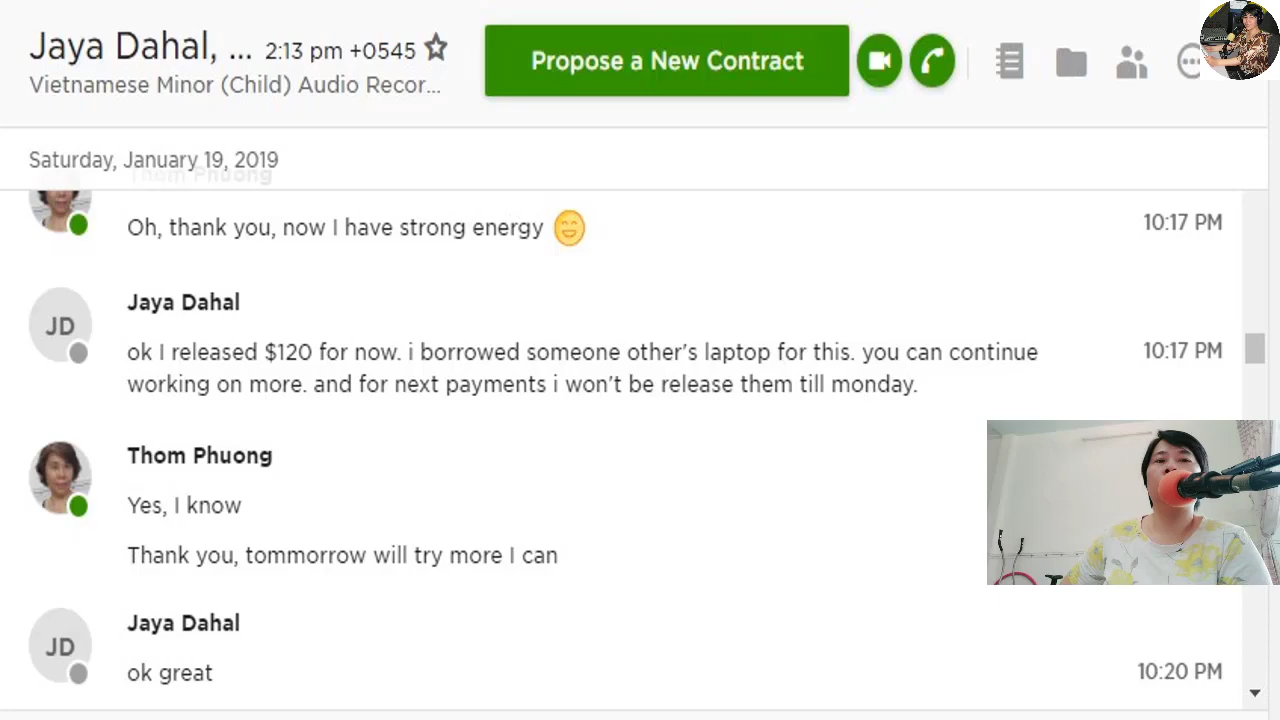 Jaya Dahal, ... 2:13 pm +0545
Propose a New Contract
Vietnamese Minor (Child) Audio Recor...
Saturday, January 19, 2019
Thom Phuong
Oh, thank you, now I have strong energy 10:17 PM
JD
Jaya Dahal
ok I released $120 for now. i borrowed someone other's laptop for this. you can continue 10:17 PM
working on more. and for next payments i won't be release them till monday.
Thom Phuong
Yes, I know
Thank you, tommorrow will try more I can
JD
Jaya Dahal
ok great 10:20 PM